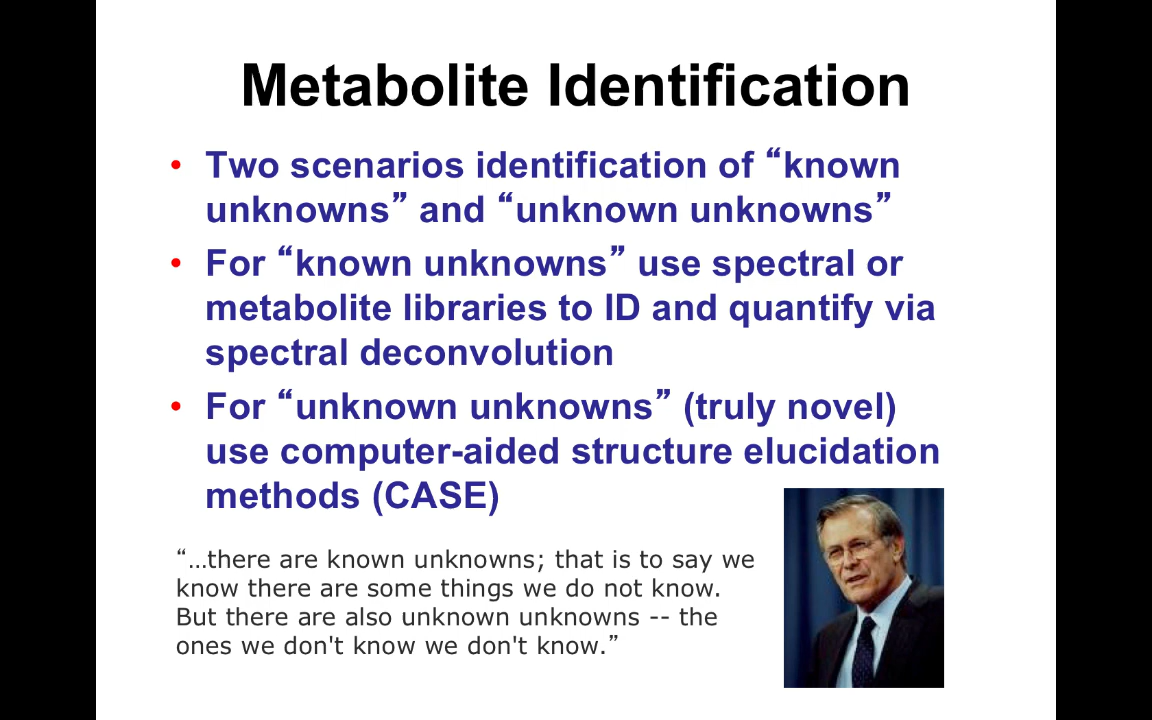 Metabolite Identification
• Two scenarios identification of “known
unknowns” and “unknown unknowns”
• For “known unknowns” use spectral or
metabolite libraries to ID and quantify via
spectral deconvolution
• For “unknown unknowns” (truly novel)
use computer-aided structure elucidation
methods (CASE)
“…there are known unknowns; that is to say we
know there are some things we do not know.
But there are also unknown unknowns -- the
ones we don't know we don't know.”